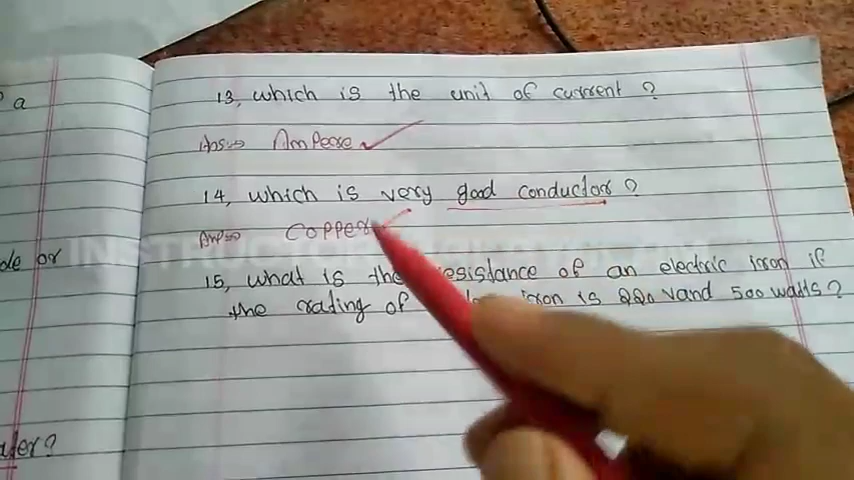 ? a
13, which is the unit of current ?
Ans⇒ Ampere ✓
14, which is very good conductor ?
Ans⇒ Copper ✓
or
15, what is the resistance of an electric iron if
the rating of iron is 220 v and 500 watts ?